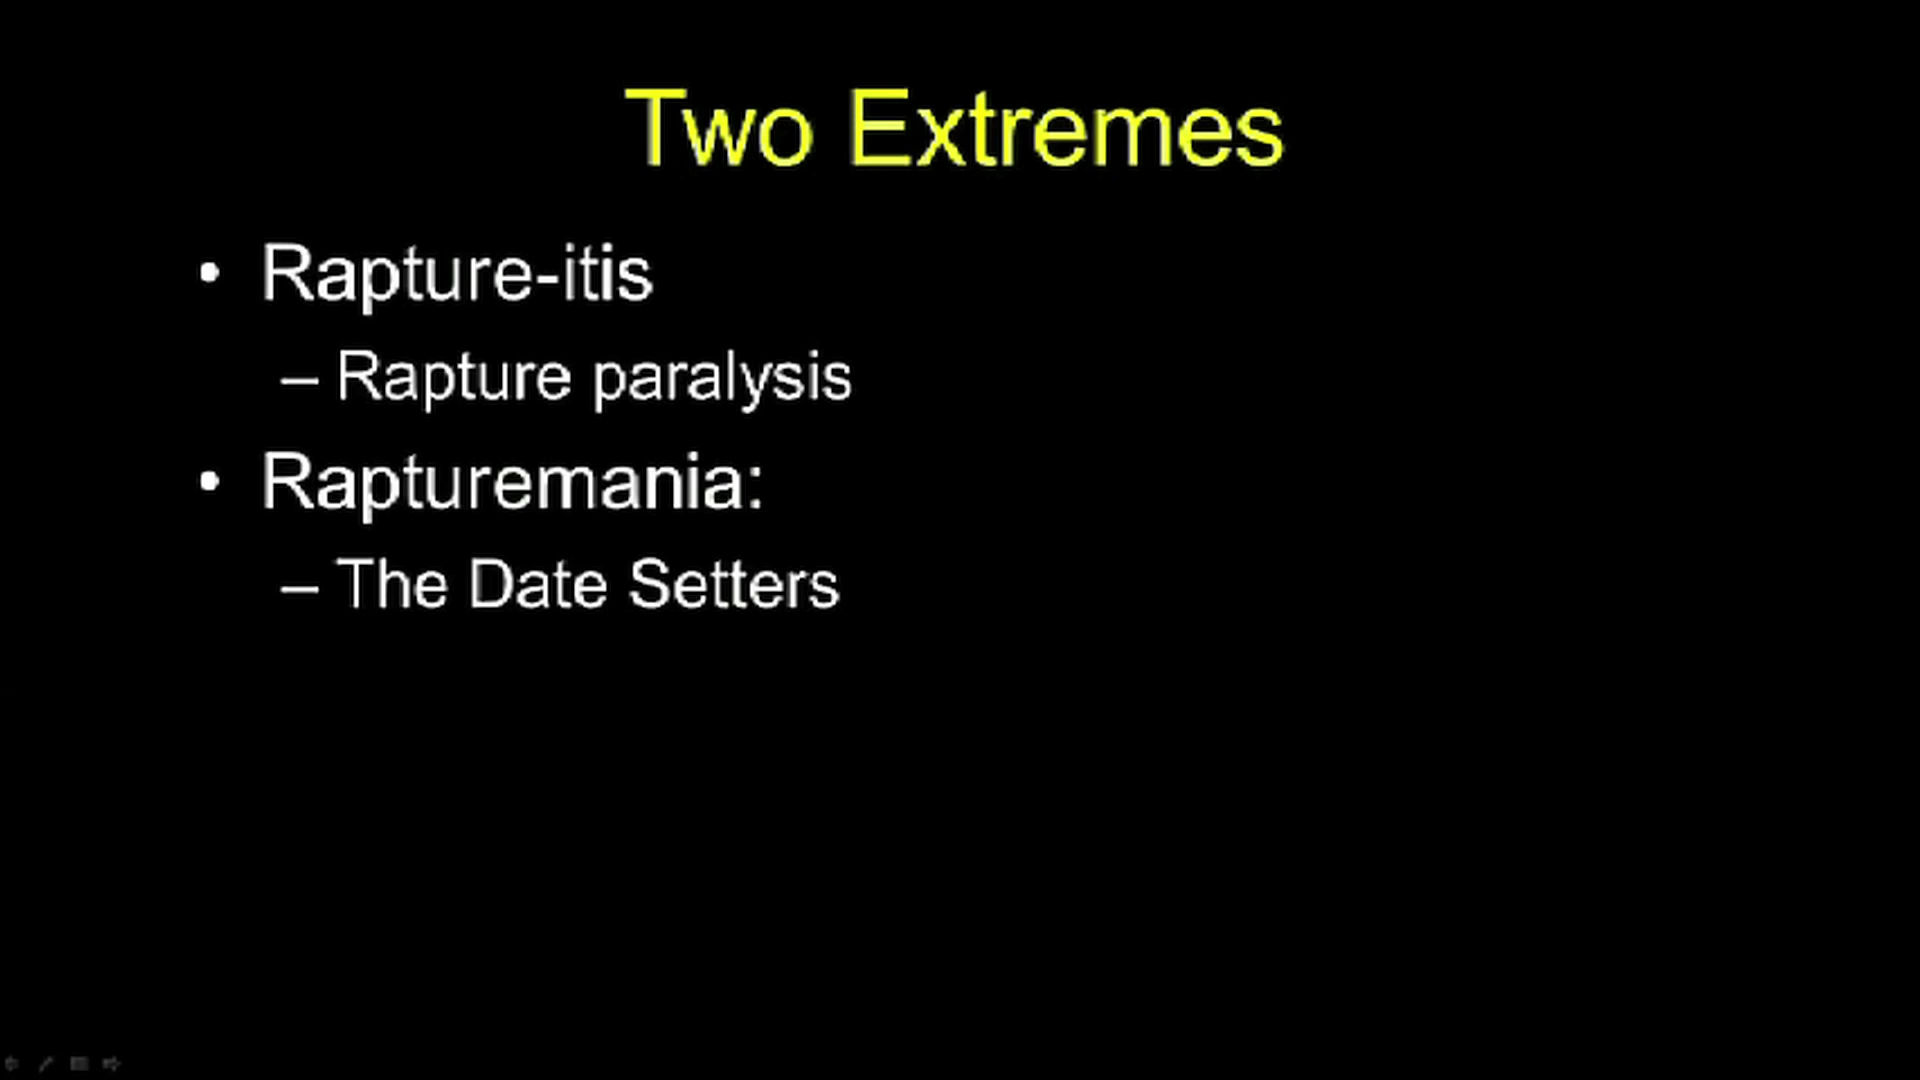 Two Extremes
• Rapture-itis
– Rapture paralysis
• Rapturemania:
– The Date Setters